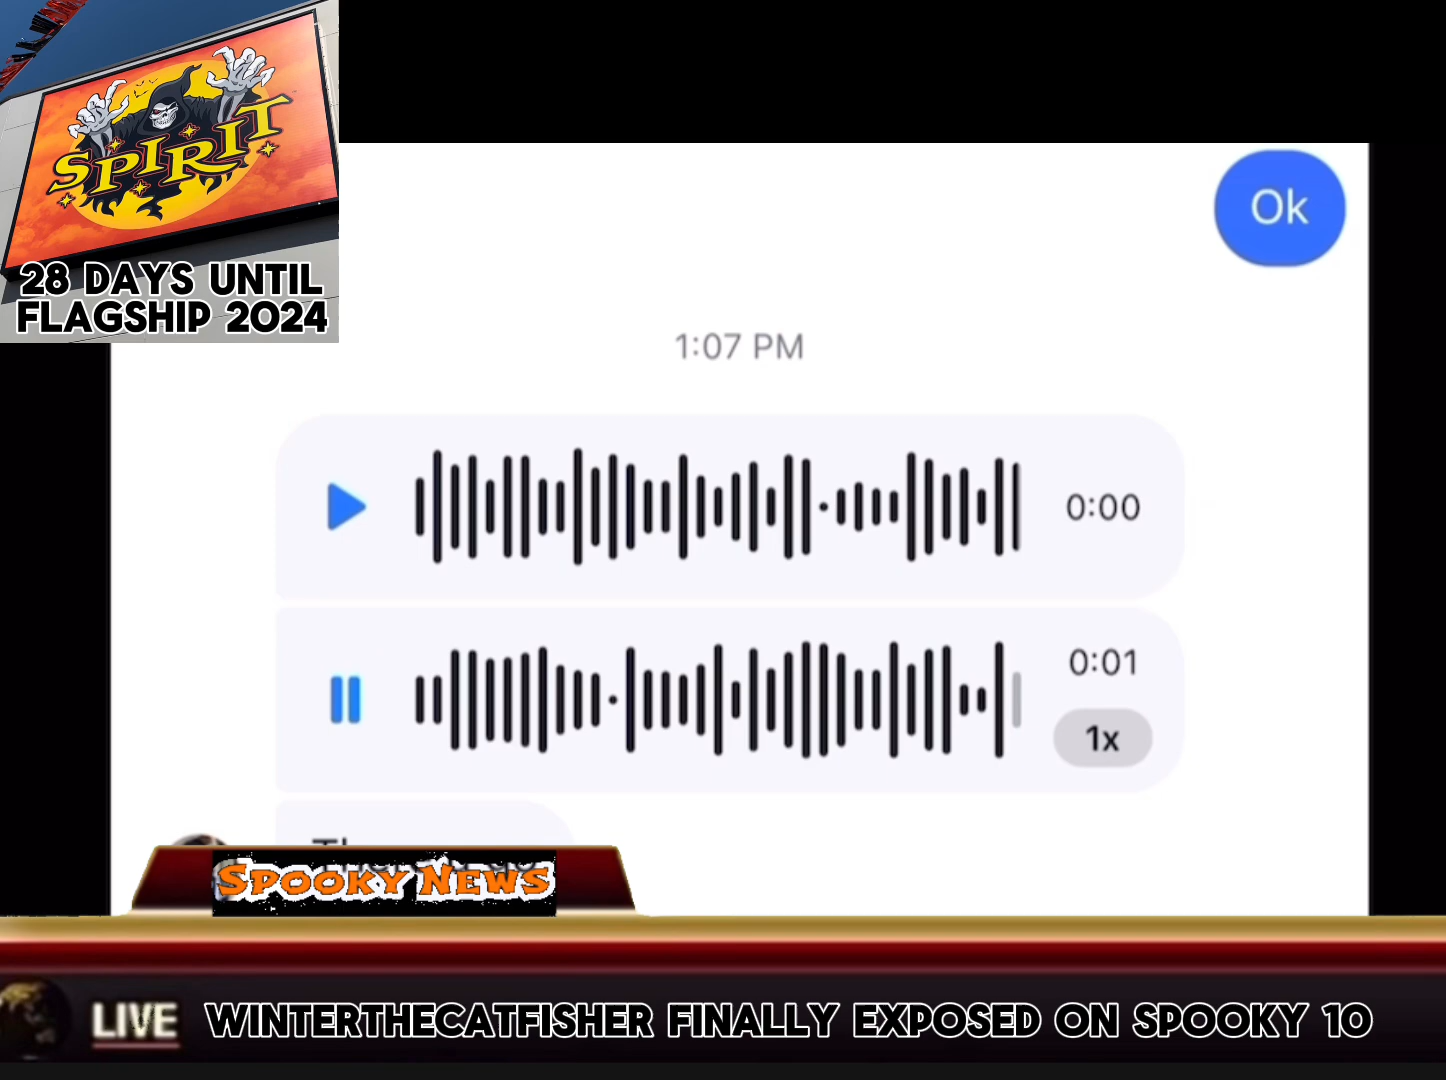 SPIRIT
28 DAYS UNTIL
FLAGSHIP 2024
Ok
1:07 PM
0:00
0:01
1x
SPOOKY NEWS
LIVE
WINTERTHECATFISHER FINALLY EXPOSED ON SPOOKY 10